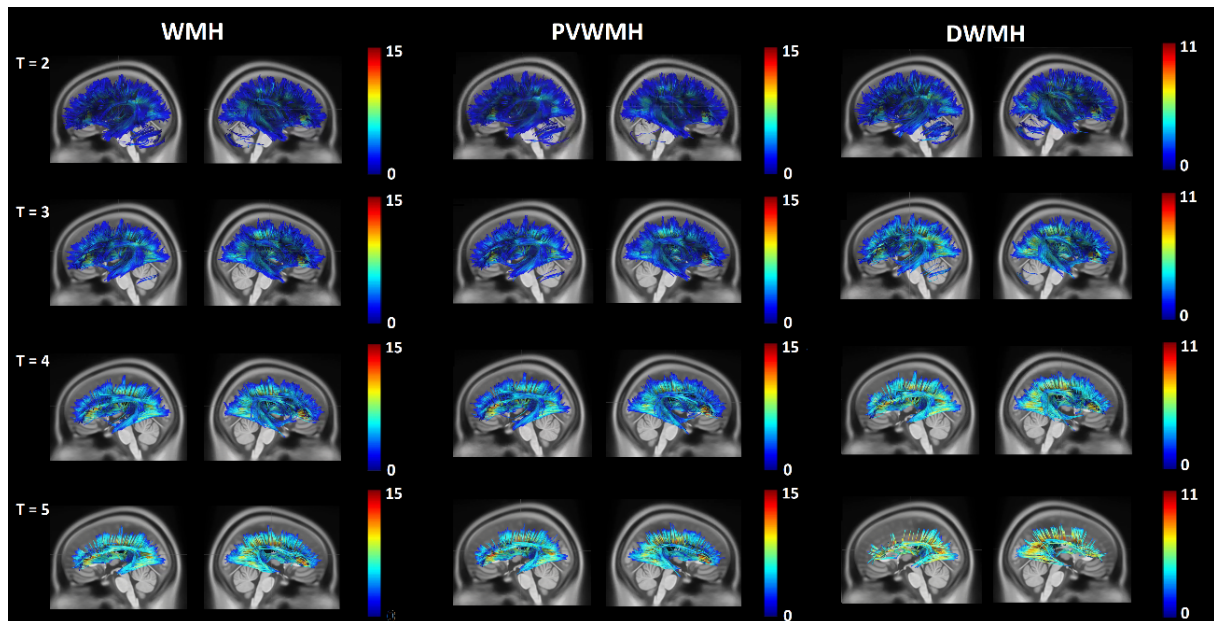 WMH PVWMH DWMH
T = 2 15 15 11
0 0 0
T = 3 15 15 11
0 0 0
T = 4 15 15 11
0 0 0
T = 5 15 15 11
0 0 0